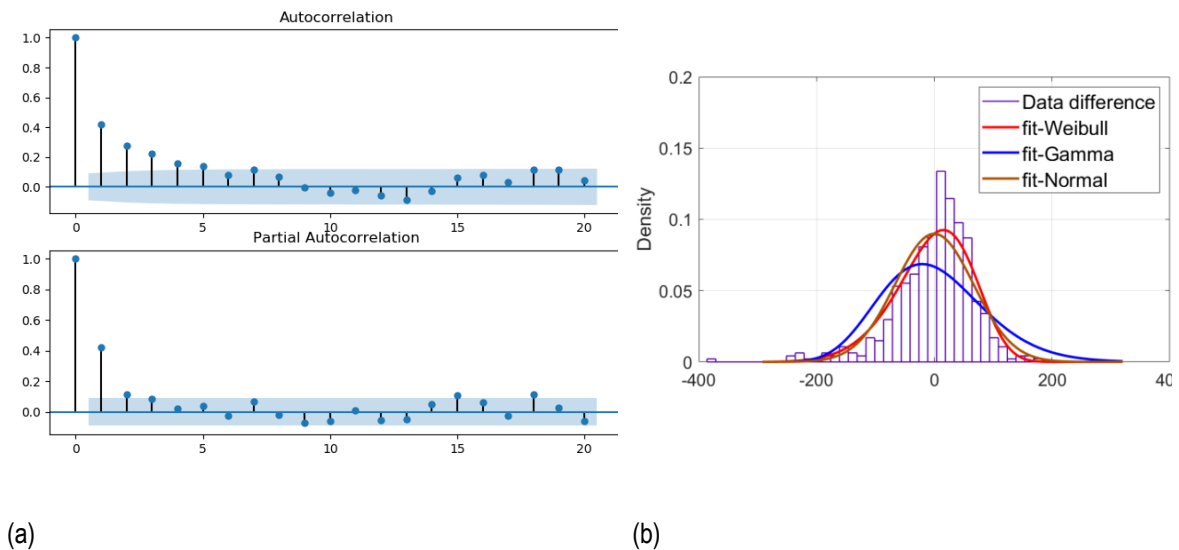 Autocorrelation
1.0
0.8
0.6
0.4
0.2
0.0
0 5 10 15 20
Partial Autocorrelation
1.0
0.8
0.6
0.4
0.2
0.0
0 5 10 15 20
(a)
0.2
0.15
0.1
0.05
0
Density
-400 -200 0 200 40
Data difference
fit-Weibull
fit-Gamma
fit-Normal
(b)